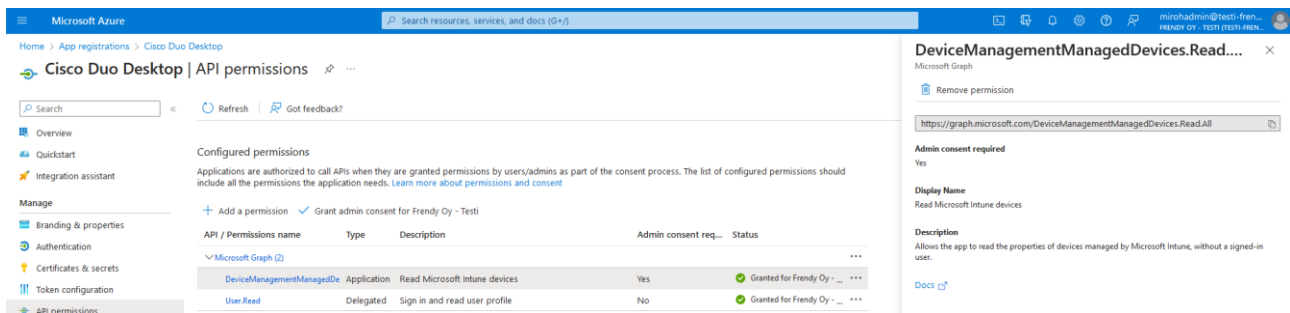 Microsoft Azure
Search resources, services, and docs (G+/)
mirohadmin@testi-fren...
FRENDY OY - TESTI (TESTI-FREN...
Home > App registrations > Cisco Duo Desktop
Cisco Duo Desktop | API permissions
Search
Refresh
Got feedback?
Overview
Quickstart
Integration assistant
Manage
Branding & properties
Authentication
Certificates & secrets
Token configuration
API permissions
Configured permissions
Applications are authorized to call APIs when they are granted permissions by users/admins as part of the consent process. The list of configured permissions should
include all the permissions the application needs. Learn more about permissions and consent
Add a permission
Grant admin consent for Frendy Oy - Testi
API / Permissions name Type Description Admin consent req... Status
Microsoft Graph (2)
DeviceManagementManagedDe Application Read Microsoft Intune devices Yes Granted for Frendy Oy - ...
User.Read Delegated Sign in and read user profile No Granted for Frendy Oy - ...
DeviceManagementManagedDevices.Read....
Microsoft Graph
Remove permission
https://graph.microsoft.com/DeviceManagementManagedDevices.Read.All
Admin consent required
Yes
Display Name
Read Microsoft Intune devices
Description
Allows the app to read the properties of devices managed by Microsoft Intune, without a signed-in
user.
Docs